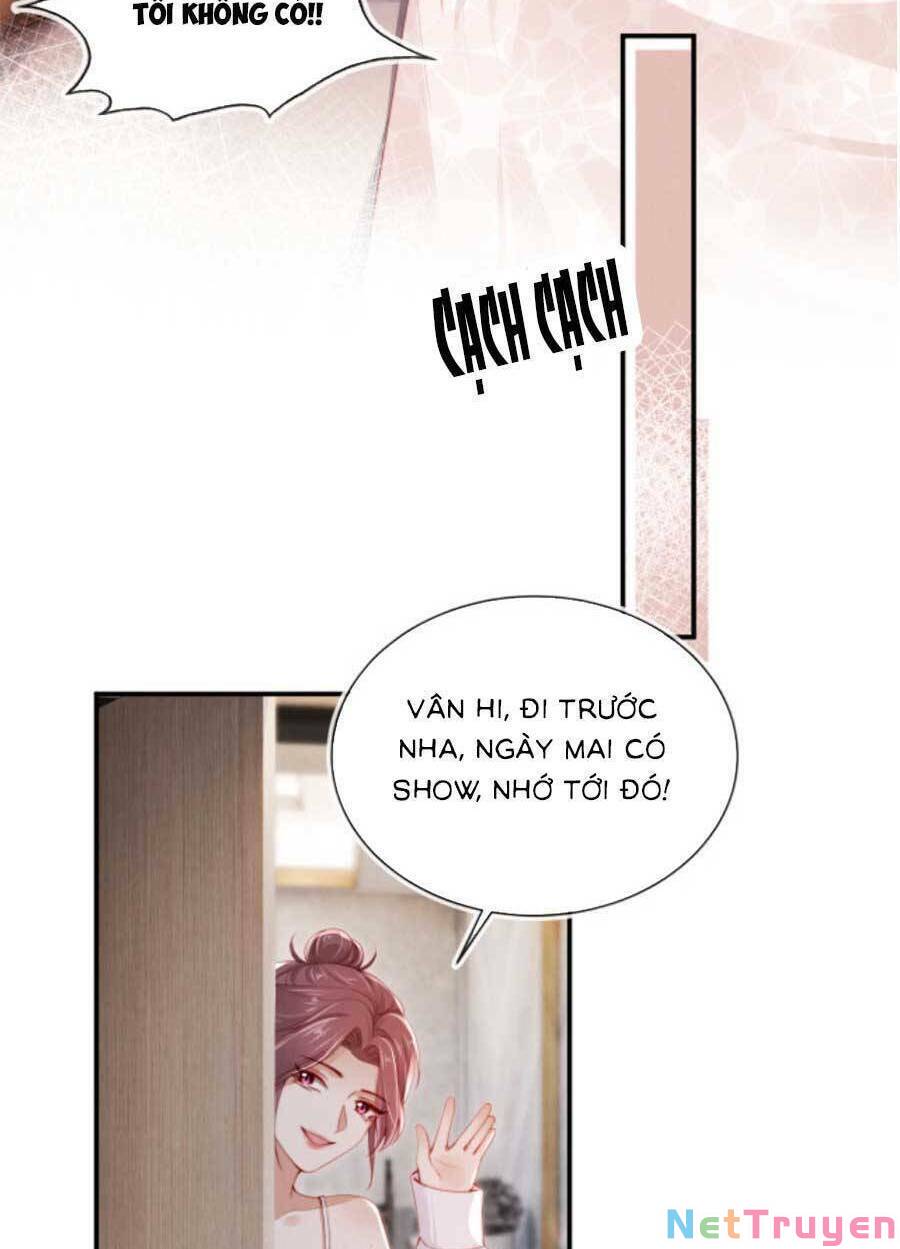 TÔI KHÔNG CÓ!!
CẠCH CẠCH
VÂN HI, ĐI TRƯỚC
NHA, NGÀY MAI CÓ
SHOW, NHỚ TỚI ĐÓ!
NetTruyen